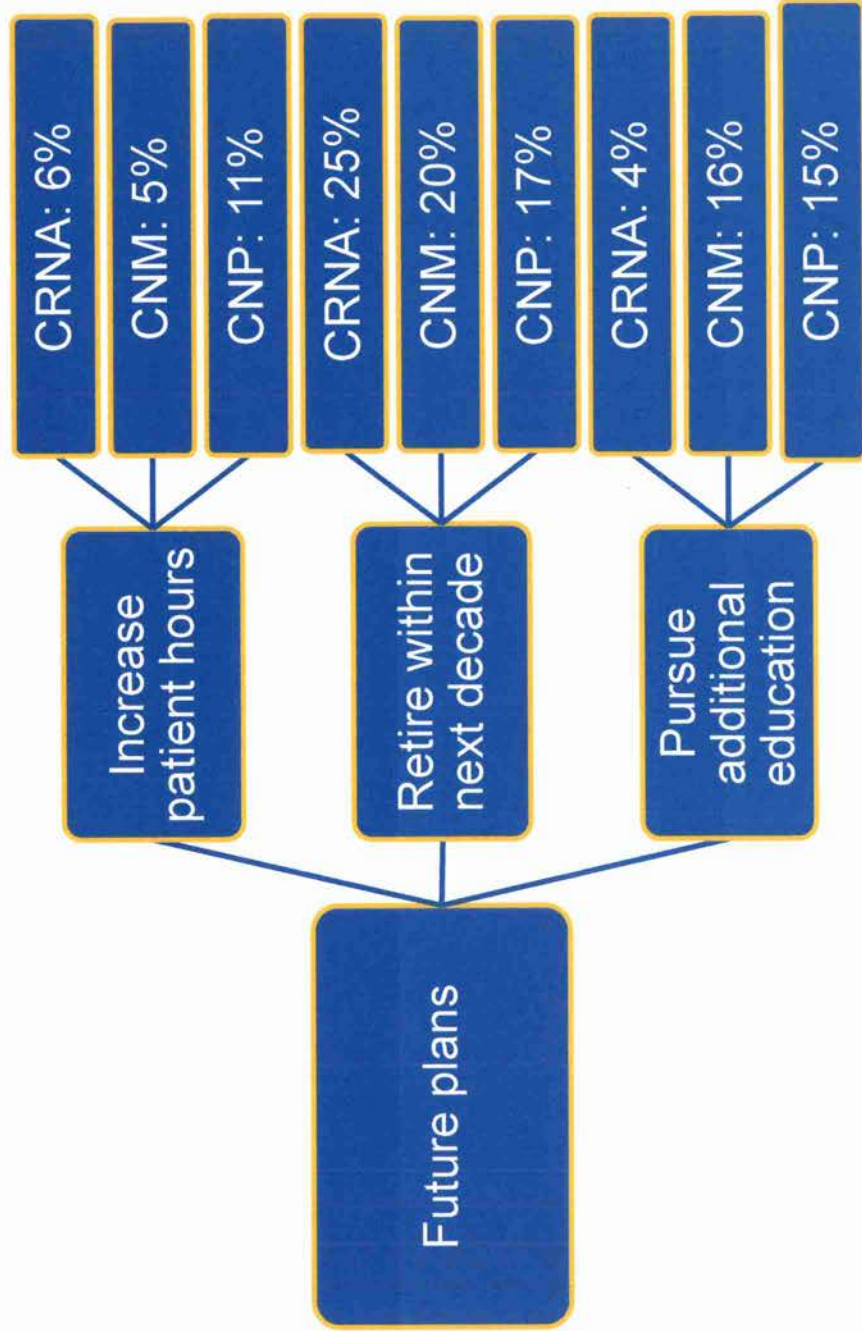 Future plans
Increase
patient hours
CRNA: 6%
CNM: 5%
CNP: 11%
Retire within
next decade
CRNA: 25%
CNM: 20%
CNP: 17%
Pursue
additional
education
CRNA: 4%
CNM: 16%
CNP: 15%